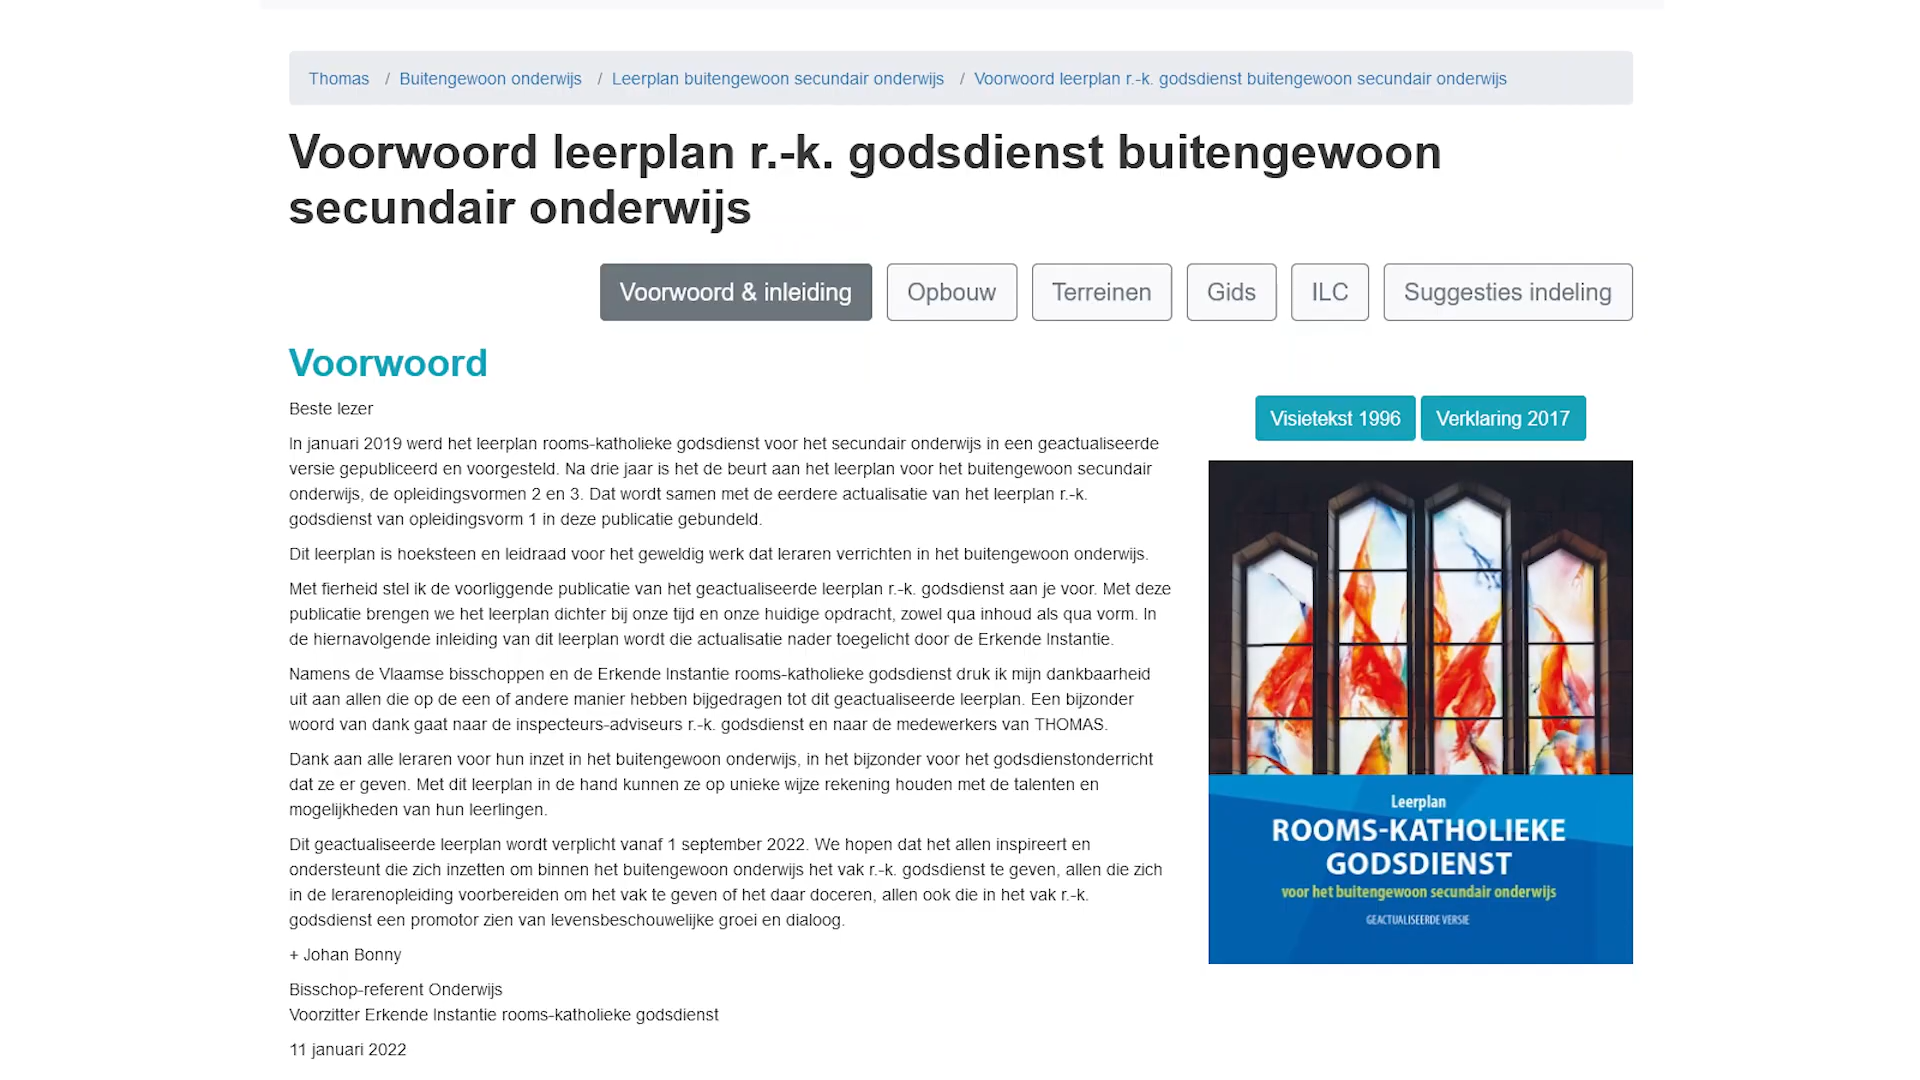 Thomas / Buitengewoon onderwijs / Leerplan buitengewoon secundair onderwijs / Voorwoord leerplan r.-k. godsdienst buitengewoon secundair onderwijs
Voorwoord leerplan r.-k. godsdienst buitengewoon
secundair onderwijs
Voorwoord & inleiding
Opbouw
Terreinen
Gids
ILC
Suggesties indeling
Voorwoord
Beste lezer
In januari 2019 werd het leerplan rooms-katholieke godsdienst voor het secundair onderwijs in een geactualiseerde
versie gepubliceerd en voorgesteld. Na drie jaar is het de beurt aan het leerplan voor het buitengewoon secundair
onderwijs, de opleidingsvormen 2 en 3. Dat wordt samen met de eerdere actualisatie van het leerplan r.-k.
godsdienst van opleidingsvorm 1 in deze publicatie gebundeld.
Dit leerplan is hoeksteen en leidraad voor het geweldig werk dat leraren verrichten in het buitengewoon onderwijs.
Met fierheid stel ik de voorliggende publicatie van het geactualiseerde leerplan r.-k. godsdienst aan je voor. Met deze
publicatie brengen we het leerplan dichter bij onze tijd en onze huidige opdracht, zowel qua inhoud als qua vorm. In
de hiernavolgende inleiding van dit leerplan wordt die actualisatie nader toegelicht door de Erkende Instantie.
Namens de Vlaamse bisschoppen en de Erkende Instantie rooms-katholieke godsdienst druk ik mijn dankbaarheid
uit aan allen die op de een of andere manier hebben bijgedragen tot dit geactualiseerde leerplan. Een bijzonder
woord van dank gaat naar de inspecteurs-adviseurs r.-k. godsdienst en naar de medewerkers van THOMAS.
Dank aan alle leraren voor hun inzet in het buitengewoon onderwijs, in het bijzonder voor het godsdienstonderricht
dat ze er geven. Met dit leerplan in de hand kunnen ze op unieke wijze rekening houden met de talenten en
mogelijkheden van hun leerlingen.
Dit geactualiseerde leerplan wordt verplicht vanaf 1 september 2022. We hopen dat het allen inspireert en
ondersteunt die zich inzetten om binnen het buitengewoon onderwijs het vak r.-k. godsdienst te geven, allen die zich
in de lerarenopleiding voorbereiden om het vak te geven of het daar doceren, allen ook die in het vak r.-k.
godsdienst een promotor zien van levensbeschouwelijke groei en dialoog.
+ Johan Bonny
Bisschop-referent Onderwijs
Voorzitter Erkende Instantie rooms-katholieke godsdienst
11 januari 2022
Visietekst 1996
Verklaring 2017
Leerplan
ROOMS-KATHOLIEKE
GODSDIENST
voor het buitengewoon secundair onderwijs
GEACTUALISEERDE VERSIE